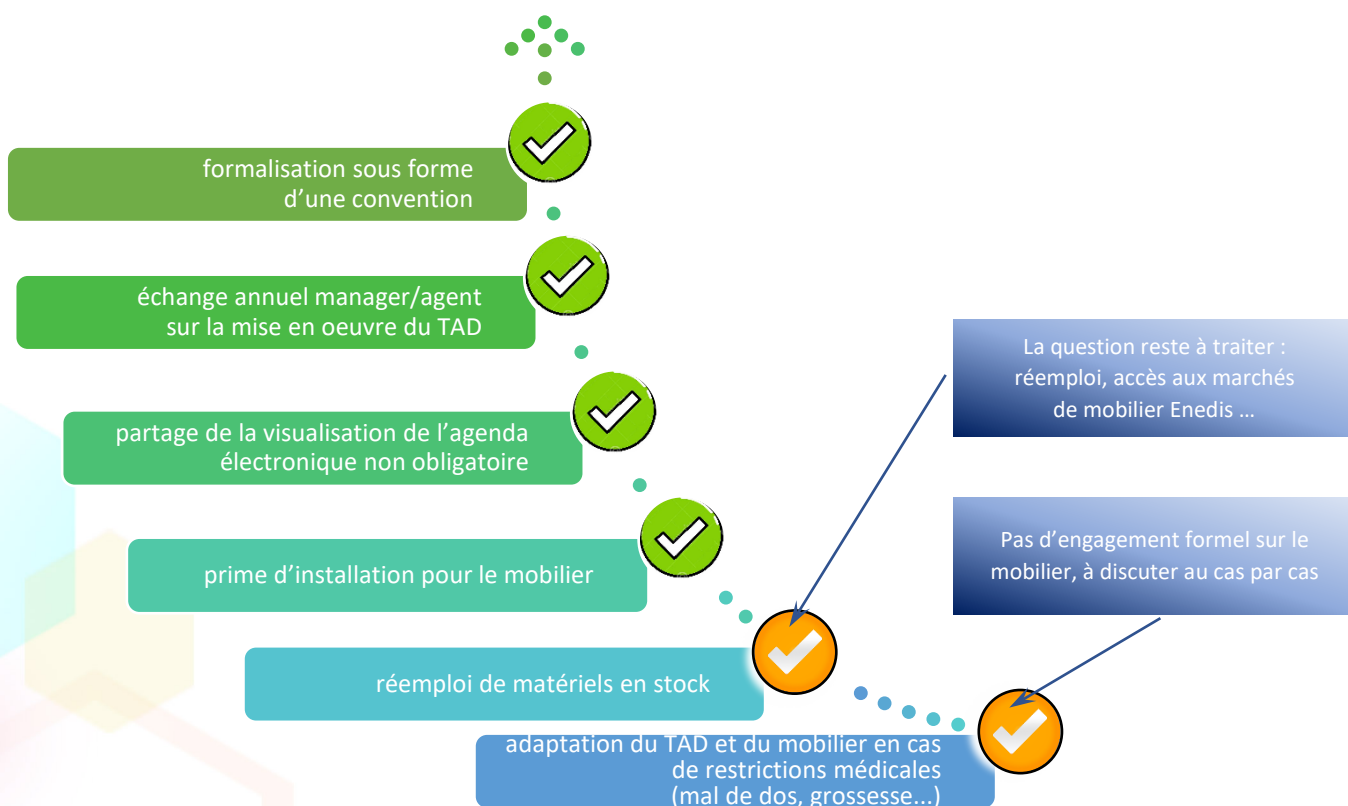 formalisation sous forme
d’une convention
échange annuel manager/agent
sur la mise en oeuvre du TAD
La question reste à traiter :
réemploi, accès aux marchés
de mobilier Enedis …
partage de la visualisation de l’agenda
électronique non obligatoire
Pas d’engagement formel sur le
mobilier, à discuter au cas par cas
prime d’installation pour le mobilier
réemploi de matériels en stock
adaptation du TAD et du mobilier en cas
de restrictions médicales
(mal de dos, grossesse...)